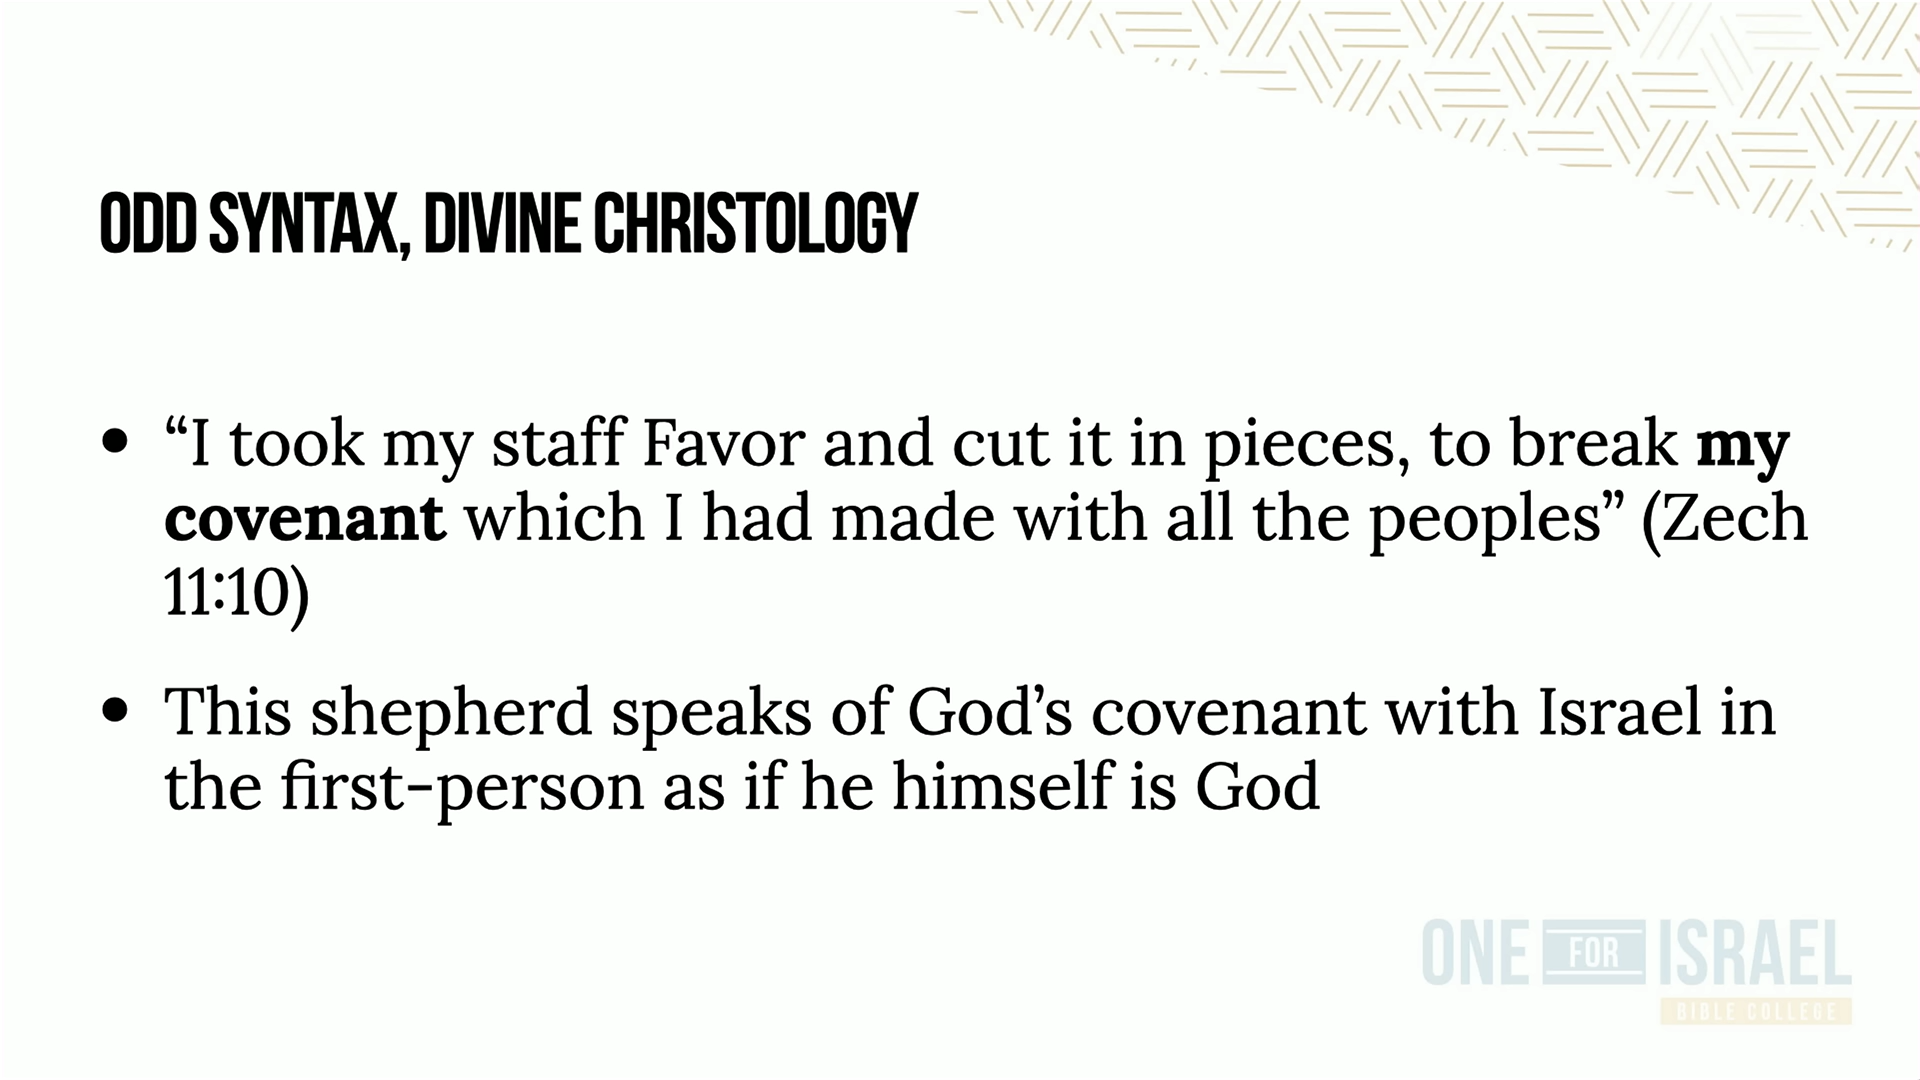 ODD SYNTAX, DIVINE CHRISTOLOGY
• “I took my staff Favor and cut it in pieces, to break my
covenant which I had made with all the peoples” (Zech
11:10)
• This shepherd speaks of God’s covenant with Israel in
the first-person as if he himself is God
ONE FOR ISRAEL
BIBLE COLLEGE